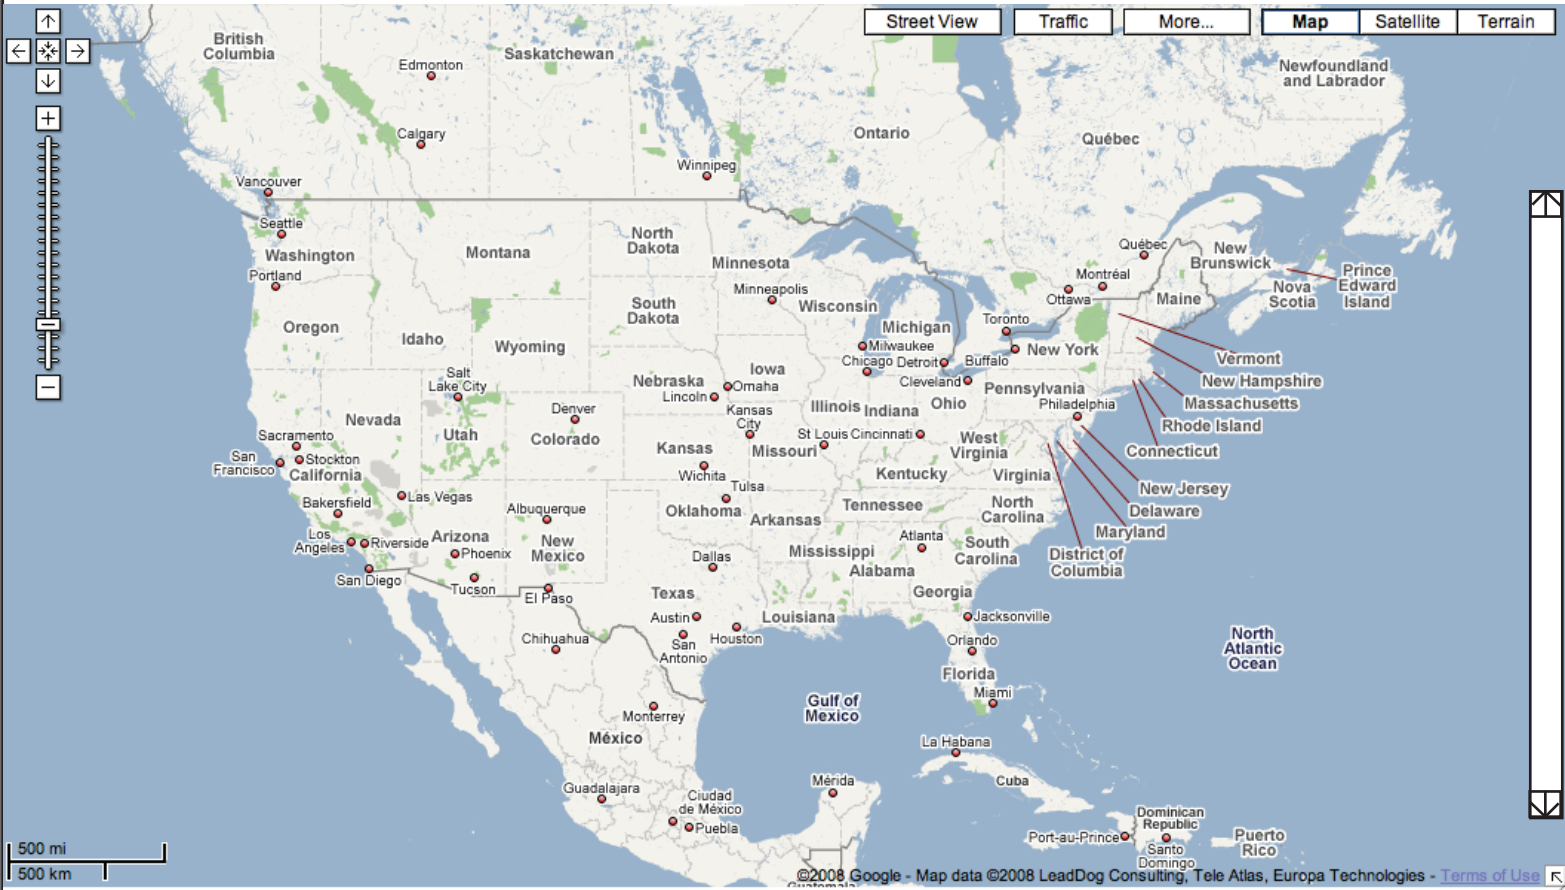 Street View
Traffic
More...
Map
Satellite
Terrain
British
Columbia
Saskatchewan
Edmonton
Newfoundland
and Labrador
Calgary
Ontario
Québec
Winnipeg
Vancouver
Seattle
Washington
Montana
North
Dakota
Minnesota
Québec
New
Brunswick
Portland
Minneapolis
Montréal
Ottawa
Maine
Nova
Scotia
Prince
Edward
Island
Oregon
Idaho
Wyoming
South
Dakota
Wisconsin
Michigan
Toronto
Milwaukee
Chicago
Detroit
Buffalo
New York
Vermont
Salt
Lake City
Nebraska
Iowa
Omaha
Lincoln
Cleveland
Pennsylvania
New Hampshire
Massachusetts
Nevada
Denver
Colorado
Utah
Kansas
City
Illinois
Indiana
Ohio
Philadelphia
Rhode Island
Sacramento
San
Francisco
Stockton
California
Kansas
Missouri
St Louis
Cincinnati
West
Virginia
Connecticut
Wichita
Kentucky
Virginia
New Jersey
Bakersfield
Las Vegas
Albuquerque
Tulsa
Oklahoma
Arkansas
Tennessee
North
Carolina
Delaware
Maryland
Los
Angeles
Riverside
Arizona
Phoenix
New
Mexico
Dallas
Mississippi
Atlanta
Alabama
South
Carolina
District of
Columbia
San Diego
Tucson
El Paso
Texas
Georgia
Austin
Louisiana
Jacksonville
Chihuahua
San
Antonio
Houston
Orlando
North
Atlantic
Ocean
Florida
Miami
Monterrey
Gulf of
Mexico
México
La Habana
Cuba
Guadalajara
Mérida
Ciudad
de México
Puebla
Port-au-Prince
Dominican
Republic
Santo
Domingo
Puerto
Rico
500 mi
500 km
©2008 Google - Map data ©2008 LeadDog Consulting, Tele Atlas, Europa Technologies - Terms of Use
Guatemala